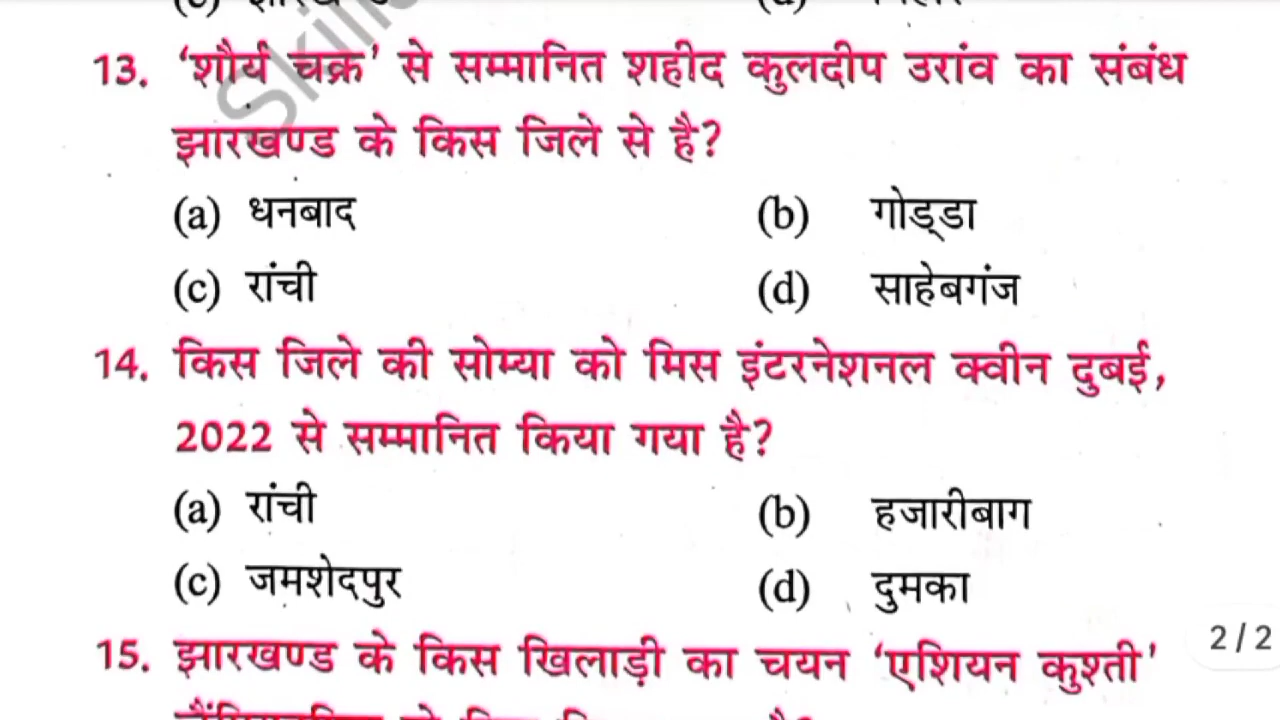 13. ‘शौर्य चक्र’ से सम्मानित शहीद कुलदीप उरांव का संबंध
झारखण्ड के किस जिले से है?
(a) धनबाद (b) गोड्डा
(c) रांची (d) साहेबगंज
14. किस जिले की सोम्या को मिस इंटरनेशनल क्वीन दुबई,
2022 से सम्मानित किया गया है?
(a) रांची (b) हजारीबाग
(c) जमशेदपुर (d) दुमका
15. झारखण्ड के किस खिलाड़ी का चयन ‘एशियन कुश्ती’
2/2